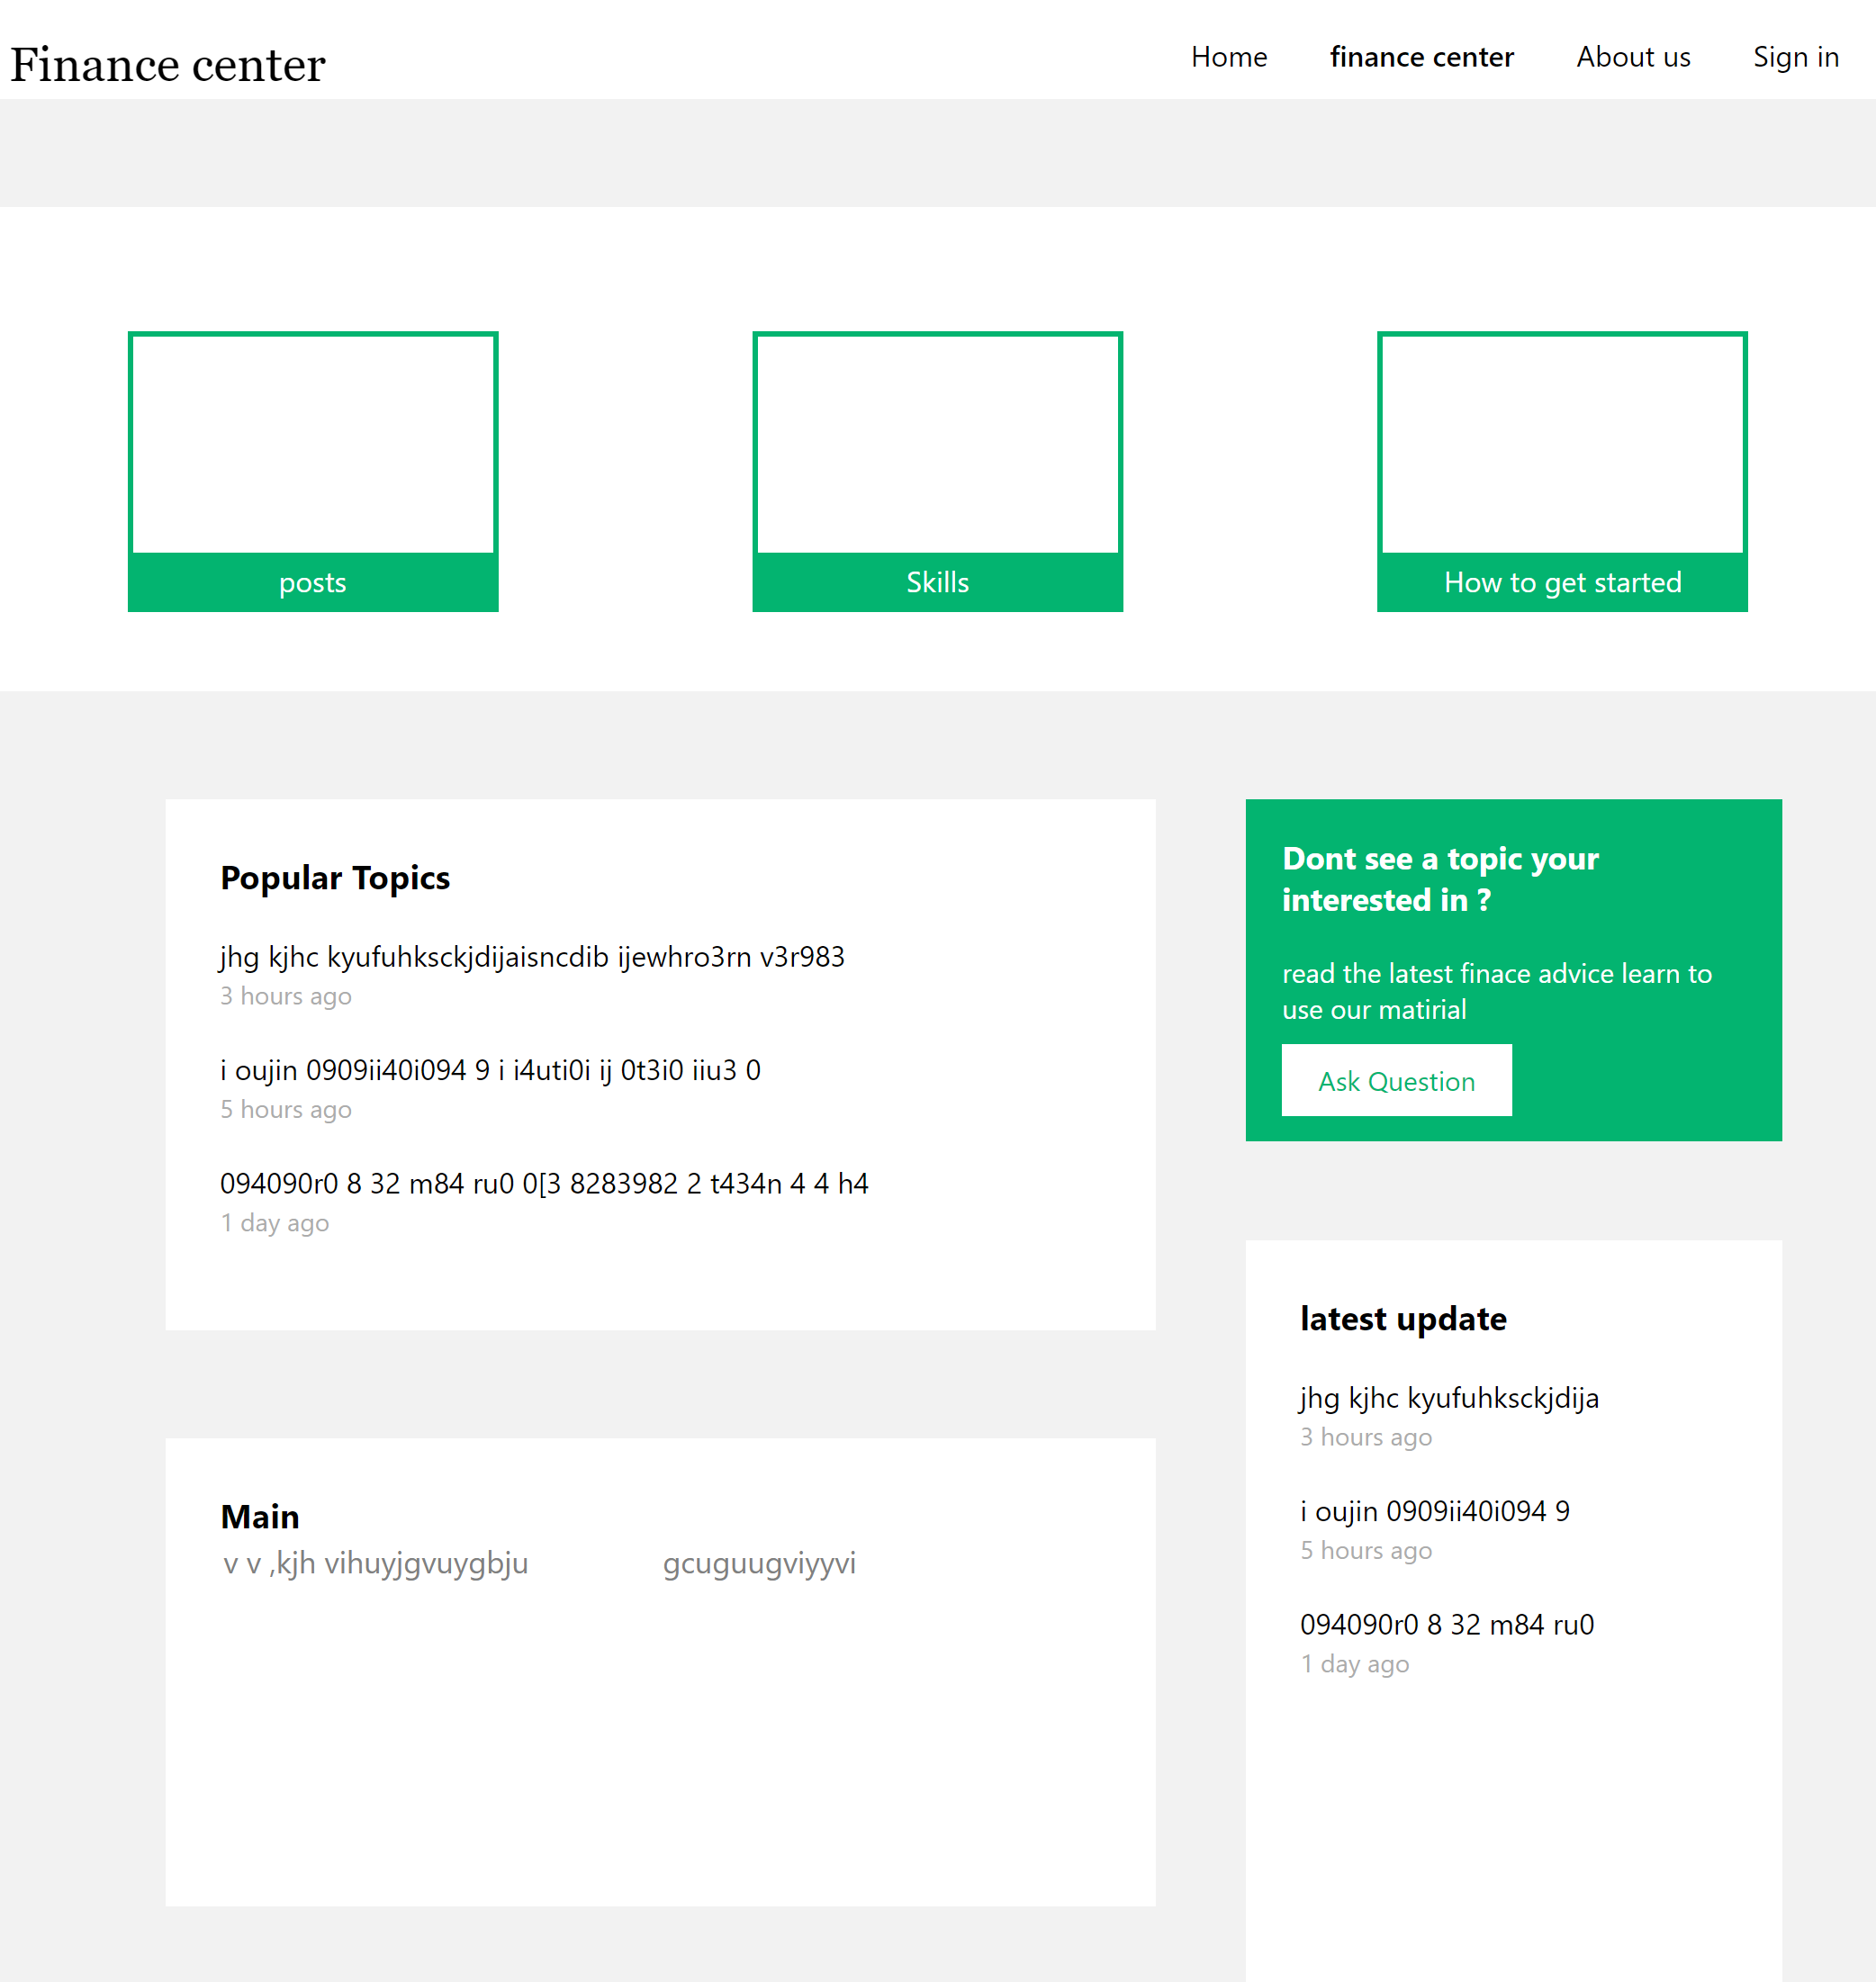 Finance center
Home
finance center
About us
Sign in
posts
Skills
How to get started
Popular Topics
jhg kjhc kyufuhksckjdijaisncdib ijewhro3rn v3r983
3 hours ago
i oujin 0909ii40i094 9 i i4uti0i ij 0t3i0 iiu3 0
5 hours ago
094090r0 8 32 m84 ru0 0[3 8283982 2 t434n 4 4 h4
1 day ago
Dont see a topic your
interested in ?
read the latest finace advice learn to
use our matirial
Ask Question
latest update
jhg kjhc kyufuhksckjdija
3 hours ago
i oujin 0909ii40i094 9
5 hours ago
094090r0 8 32 m84 ru0
1 day ago
Main
v v ,kjh vihuyjgvuygbju
gcuguugviyyvi